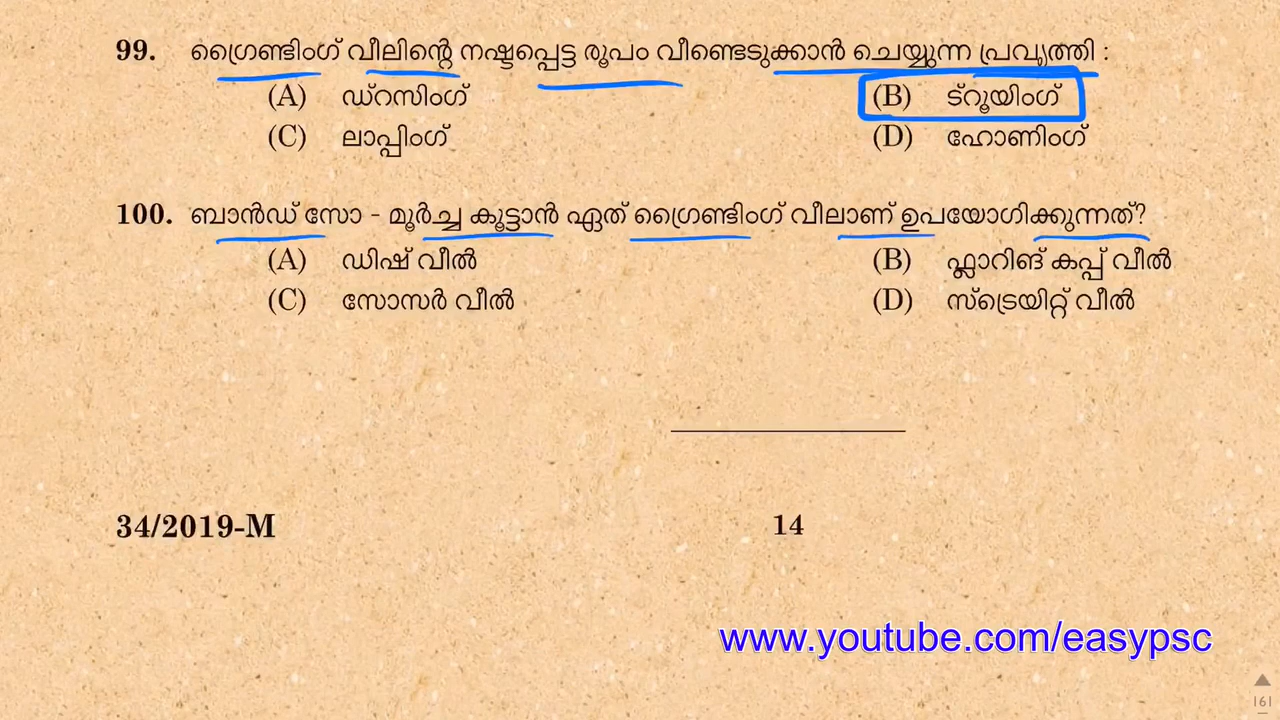 99. ഗ്രൈണ്ടിംഗ് വീലിന്റെ നഷ്ടപ്പെട്ട രൂപം വീണ്ടെടുക്കാൻ ചെയ്യുന്ന പ്രവൃത്തി :
(A) ഡ്റസിംഗ് (B) ട്റൂയിംഗ്
(C) ലാപ്പിംഗ് (D) ഹോണിംഗ്
100. ബാൻഡ് സോ - മൂർച്ച കൂട്ടാൻ ഏത് ഗ്രൈണ്ടിംഗ് വീലാണ് ഉപയോഗിക്കുന്നത്?
(A) ഡിഷ് വീൽ (B) ഫ്ലാറിങ് കപ്പ് വീൽ
(C) സോസർ വീൽ (D) സ്ട്രെയിറ്റ് വീൽ
34/2019-M 14
www.youtube.com/easypsc
161